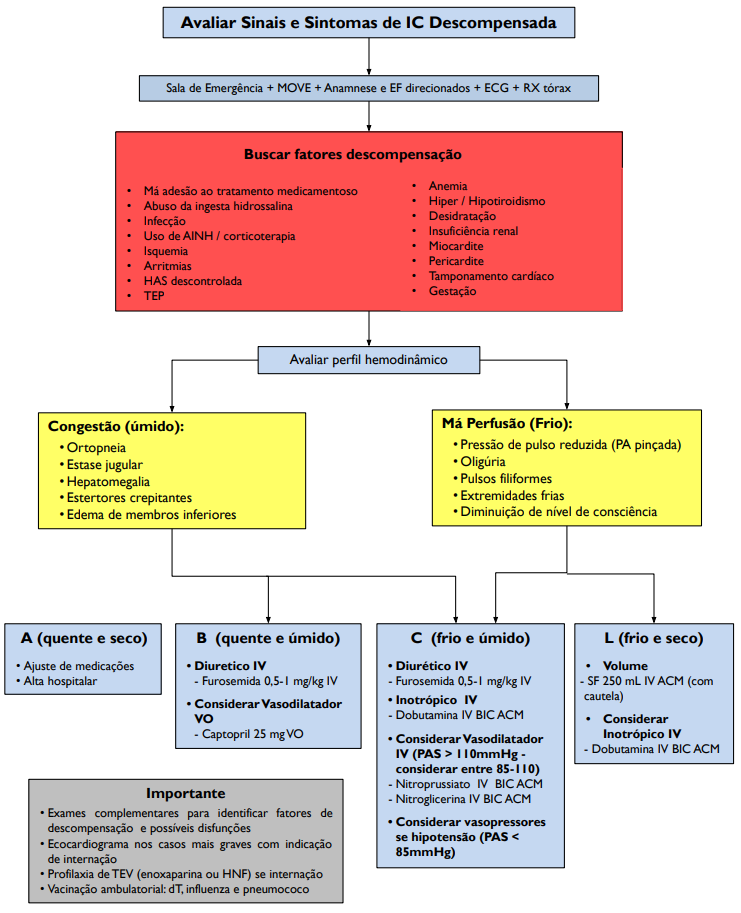 Avaliar Sinais e Sintomas de IC Descompensada
Sala de Emergência + MOVE + Anamnese e EF direcionados + ECG + RX tórax
Buscar fatores descompensação
• Má adesão ao tratamento medicamentoso
• Abuso da ingesta hidrossalina
• Infecção
• Uso de AINH / corticoterapia
• Isquemia
• Arritmias
• HAS descontrolada
• TEP
• Anemia
• Hiper / Hipotiroidismo
• Desidratação
• Insuficiência renal
• Miocardite
• Pericardite
• Tamponamento cardíaco
• Gestação
Avaliar perfil hemodinâmico
Congestão (úmido):
• Ortopneia
• Estase jugular
• Hepatomegalia
• Estertores crepitantes
• Edema de membros inferiores
Má Perfusão (Frio):
• Pressão de pulso reduzida (PA pinçada)
• Oligúria
• Pulsos filiformes
• Extremidades frias
• Diminuição de nível de consciência
A (quente e seco)
• Ajuste de medicações
• Alta hospitalar
B (quente e úmido)
• Diuretico IV
- Furosemida 0,5-1 mg/kg IV
• Considerar Vasodilatador
VO
- Captopril 25 mg VO
C (frio e úmido)
• Diurético IV
- Furosemida 0,5-1 mg/kg IV
• Inotrópico IV
- Dobutamina IV BIC ACM
• Considerar Vasodilatador
IV (PAS > 110mmHg -
considerar entre 85-110)
- Nitroprussiato IV BIC ACM
- Nitroglicerina IV BIC ACM
• Considerar vasopressores
se hipotensão (PAS <
85mmHg)
L (frio e seco)
• Volume
- SF 250 mL IV ACM (com
cautela)
• Considerar
Inotrópico IV
- Dobutamina IV BIC ACM
Importante
• Exames complementares para identificar fatores de
descompensação e possíveis disfunções
• Ecocardiograma nos casos mais graves com indicação
de internação
• Profilaxia de TEV (enoxaparina ou HNF) se internação
• Vacinação ambulatorial: dT, influenza e pneumococo